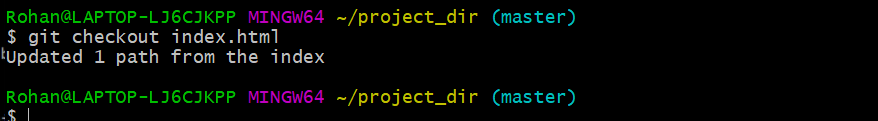 Rohan@LAPTOP-LJ6CJKPP MINGW64 ~/project_dir (master)
$ git checkout index.html
Updated 1 path from the index
Rohan@LAPTOP-LJ6CJKPP MINGW64 ~/project_dir (master)
$